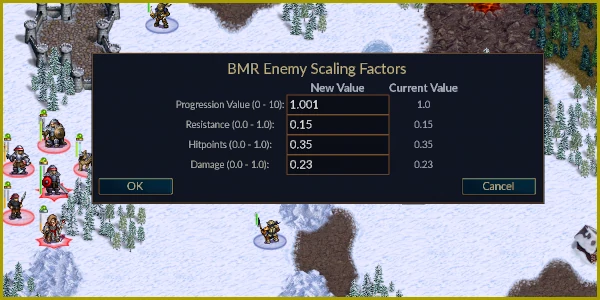 BMR Enemy Scaling Factors
New Value Current Value
Progression Value (0 - 10): 1.001 1.0
Resistance (0.0 - 1.0): 0.15 0.15
Hitpoints (0.0 - 1.0): 0.35 0.35
Damage (0.0 - 1.0): 0.23 0.23
OK Cancel